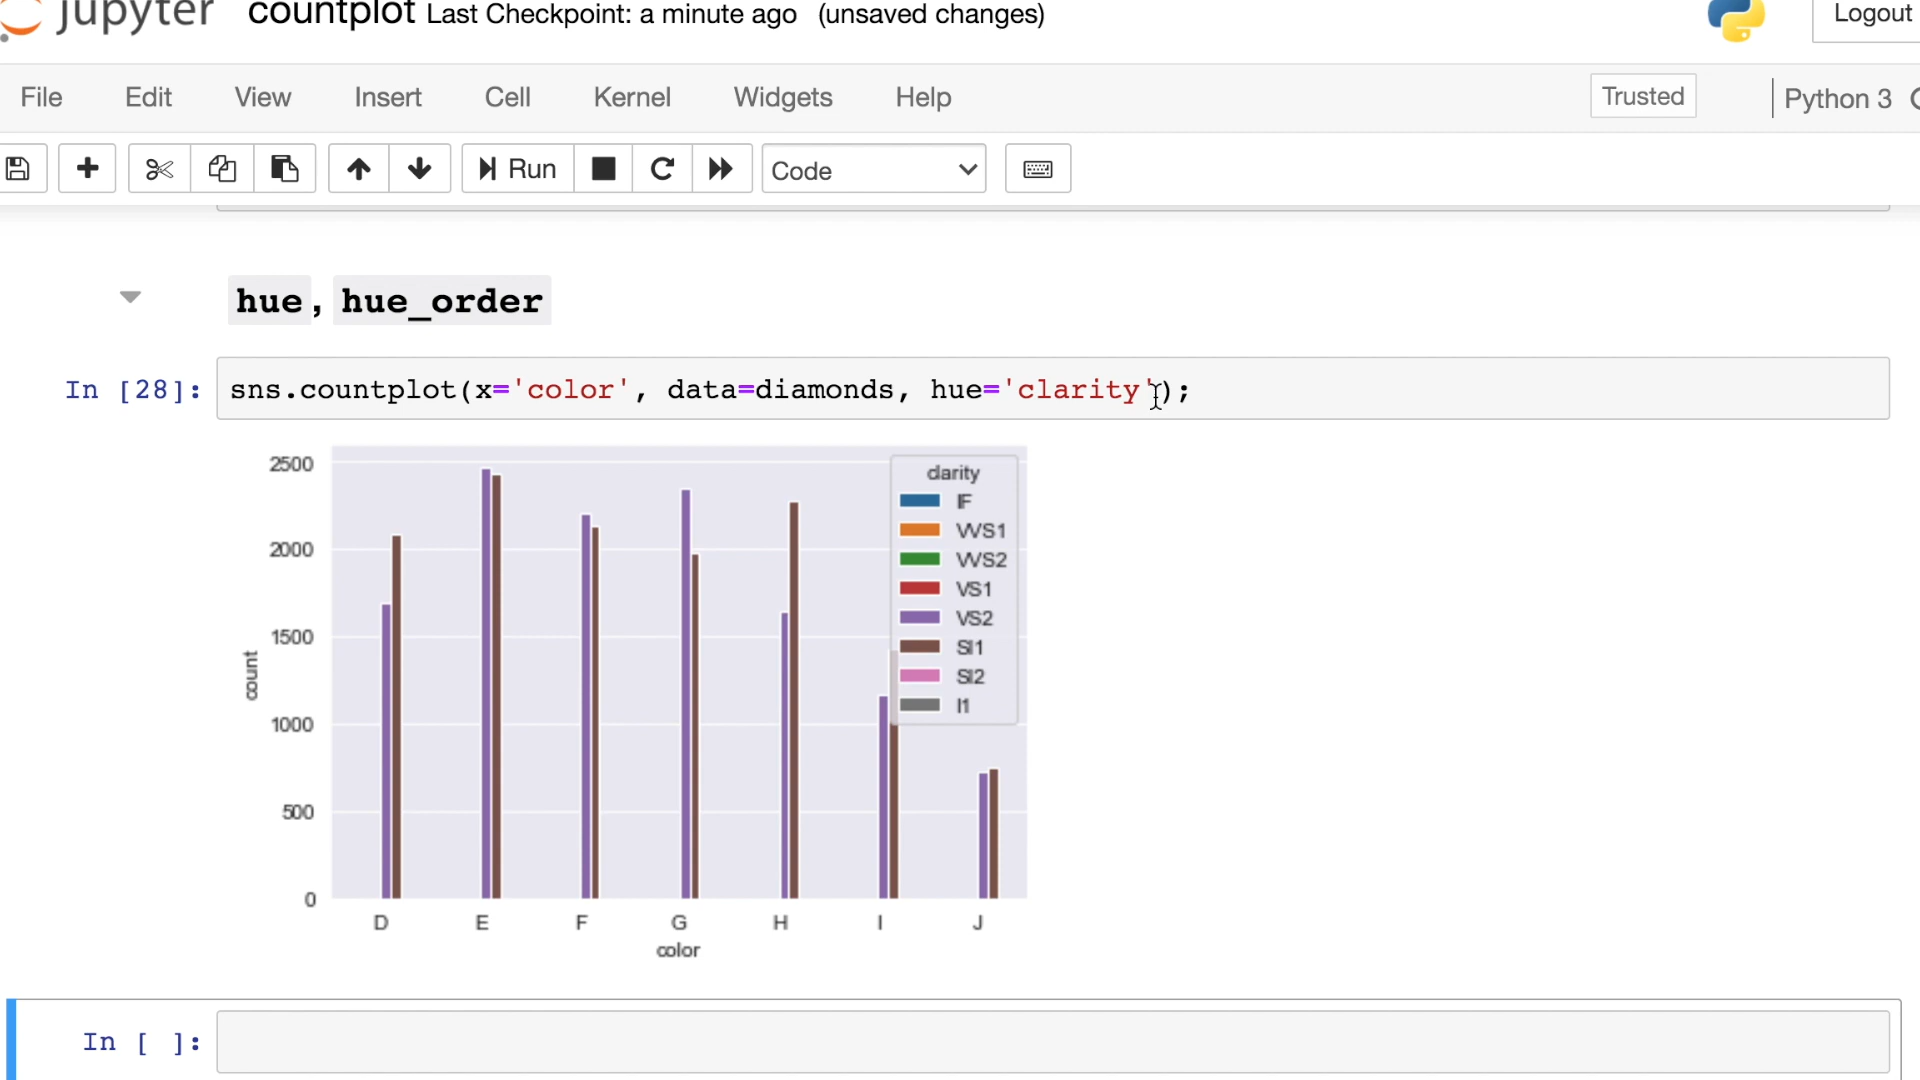 jupyter countplot Last Checkpoint: a minute ago (unsaved changes) Logout
File Edit View Insert Cell Kernel Widgets Help Trusted Python 3
Run Code
hue, hue_order
In [28]: sns.countplot(x='color', data=diamonds, hue='clarity');
2500
2000
1500
1000
500
0
count
clarity
IF
VVS1
VVS2
VS1
VS2
SI1
SI2
I1
D E F G H I J
color
In [ ]: